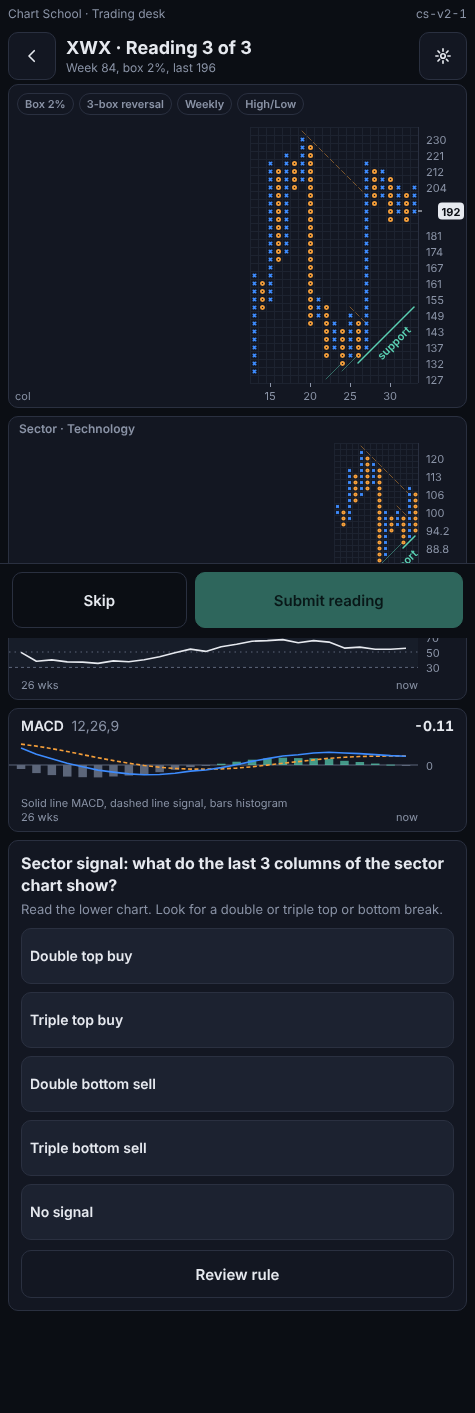 Chart School · Trading desk
cs-v2-1
XWX · Reading 3 of 3
Week 84, box 2%, last 196
Box 2%
3-box reversal
Weekly
High/Low
230
221
212
204
192
181
174
167
161
155
149
143
137
132
127
support
col
15
20
25
30
Sector · Technology
120
113
106
100
94.2
88.8
Skip
Submit reading
70
50
30
26 wks
now
MACD 12,26,9
-0.11
0
Solid line MACD, dashed line signal, bars histogram
26 wks
now
Sector signal: what do the last 3 columns of the sector
chart show?
Read the lower chart. Look for a double or triple top or bottom break.
Double top buy
Triple top buy
Double bottom sell
Triple bottom sell
No signal
Review rule